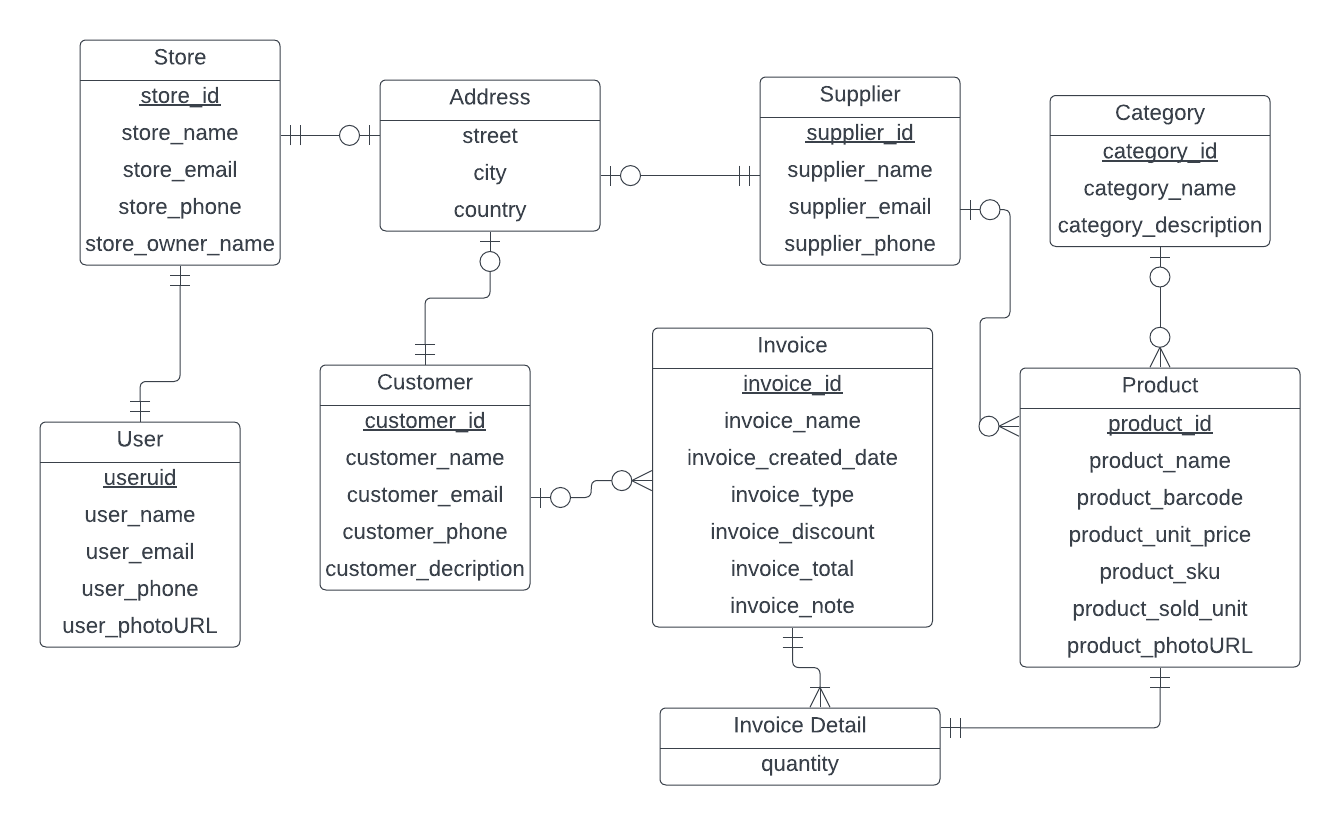 Store
store_id
store_name
store_email
store_phone
store_owner_name
Address
street
city
country
Supplier
supplier_id
supplier_name
supplier_email
supplier_phone
Category
category_id
category_name
category_description
User
useruid
user_name
user_email
user_phone
user_photoURL
Customer
customer_id
customer_name
customer_email
customer_phone
customer_decription
Invoice
invoice_id
invoice_name
invoice_created_date
invoice_type
invoice_discount
invoice_total
invoice_note
Product
product_id
product_name
product_barcode
product_unit_price
product_sku
product_sold_unit
product_photoURL
Invoice Detail
quantity